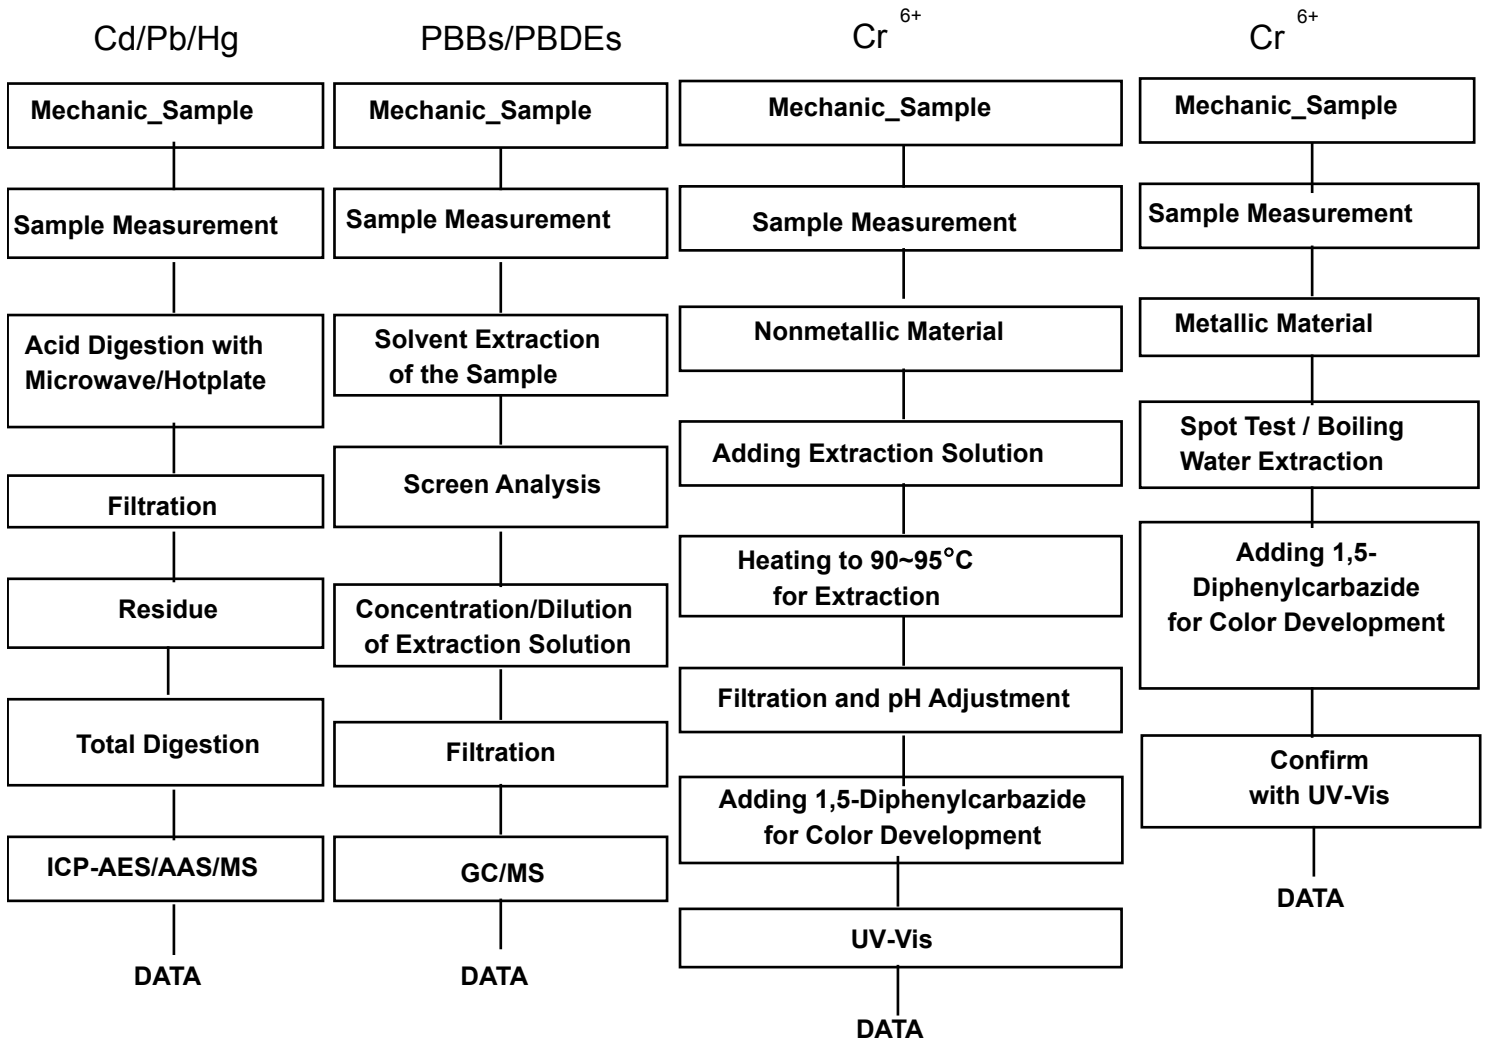 Cd/Pb/Hg
Mechanic_Sample
Sample Measurement
Acid Digestion with
Microwave/Hotplate
Filtration
Residue
Total Digestion
ICP-AES/AAS/MS
DATA
PBBs/PBDEs
Mechanic_Sample
Sample Measurement
Solvent Extraction
of the Sample
Screen Analysis
Concentration/Dilution
of Extraction Solution
Filtration
GC/MS
DATA
Cr 6+
Mechanic_Sample
Sample Measurement
Nonmetallic Material
Adding Extraction Solution
Heating to 90~95°C
for Extraction
Filtration and pH Adjustment
Adding 1,5-Diphenylcarbazide
for Color Development
UV-Vis
DATA
Cr 6+
Mechanic_Sample
Sample Measurement
Metallic Material
Spot Test / Boiling
Water Extraction
Adding 1,5-
Diphenylcarbazide
for Color Development
Confirm
with UV-Vis
DATA